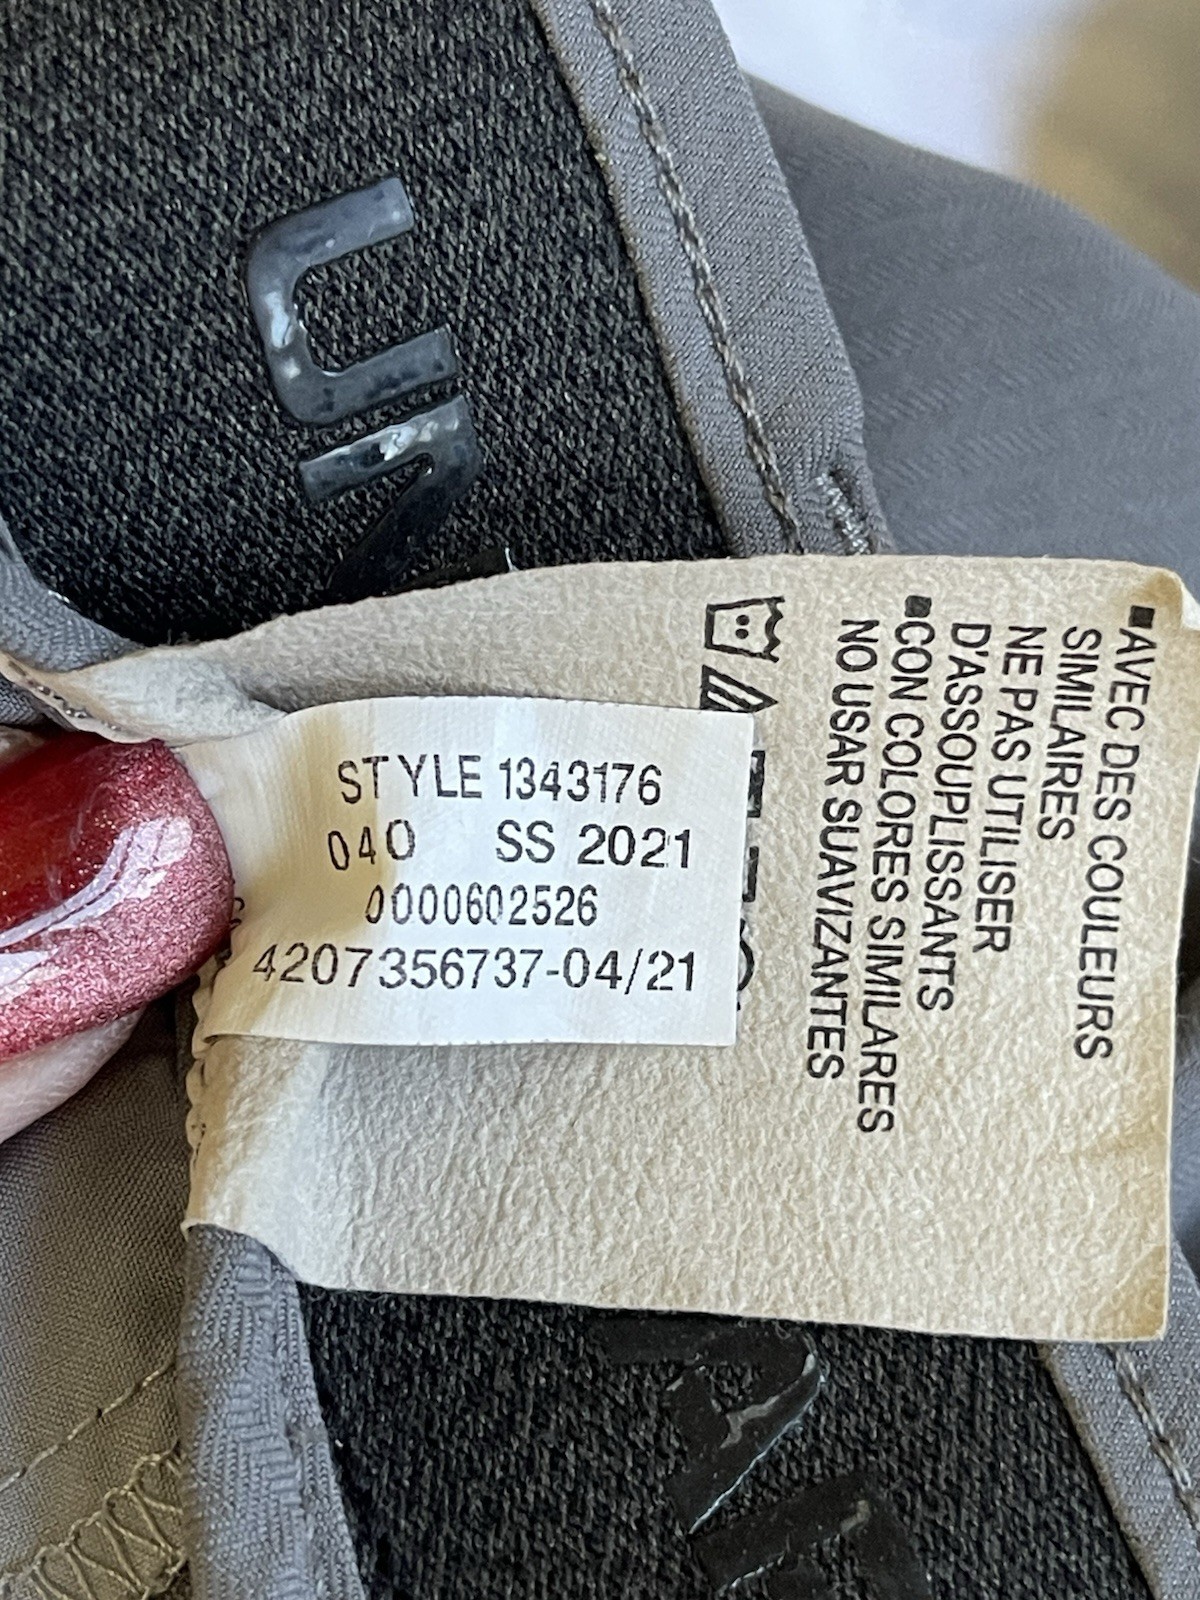 STYLE 1343176
040 SS 2021
0000602526
4207356737-04/21
▪AVEC DES COULEURS
SIMILAIRES
NE PAS UTILISER
D'ASSOUPLISSANTS
▪CON COLORES SIMILARES
NO USAR SUAVIZANTES